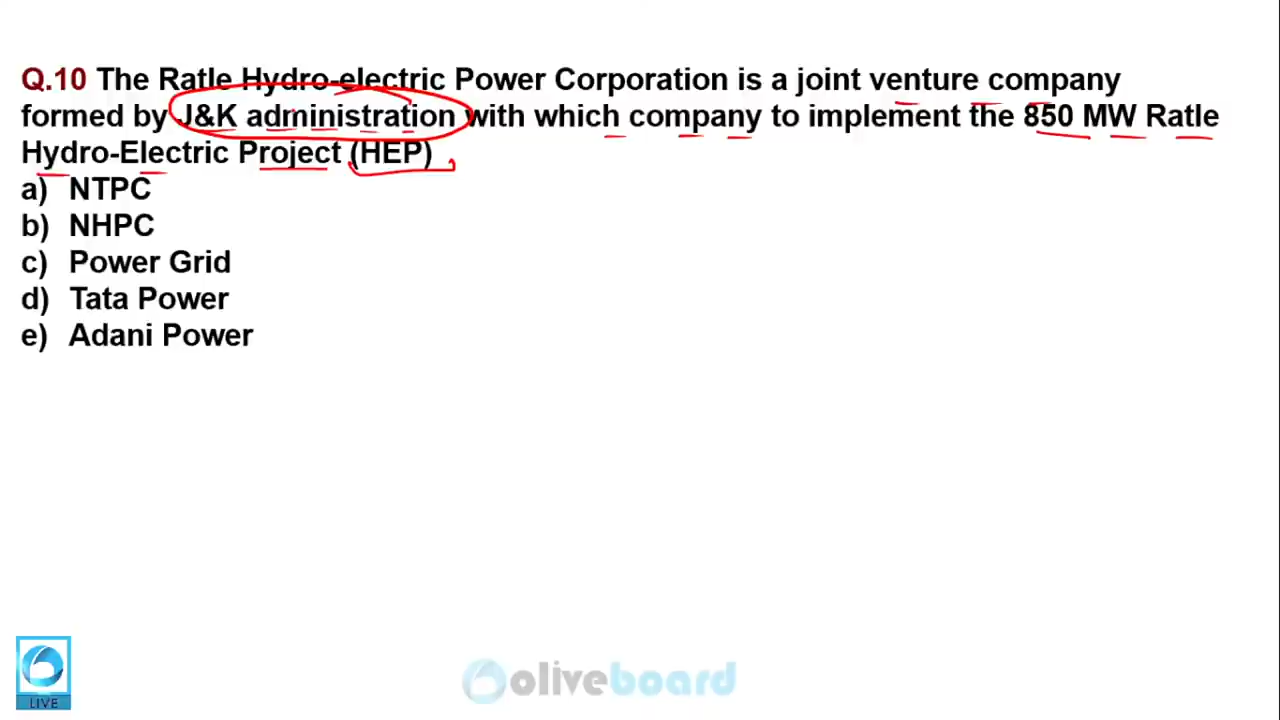 Q.10 The Ratle Hydro-electric Power Corporation is a joint venture company
formed by J&K administration with which company to implement the 850 MW Ratle
Hydro-Electric Project (HEP)
a) NTPC
b) NHPC
c) Power Grid
d) Tata Power
e) Adani Power
LIVE
oliveboard